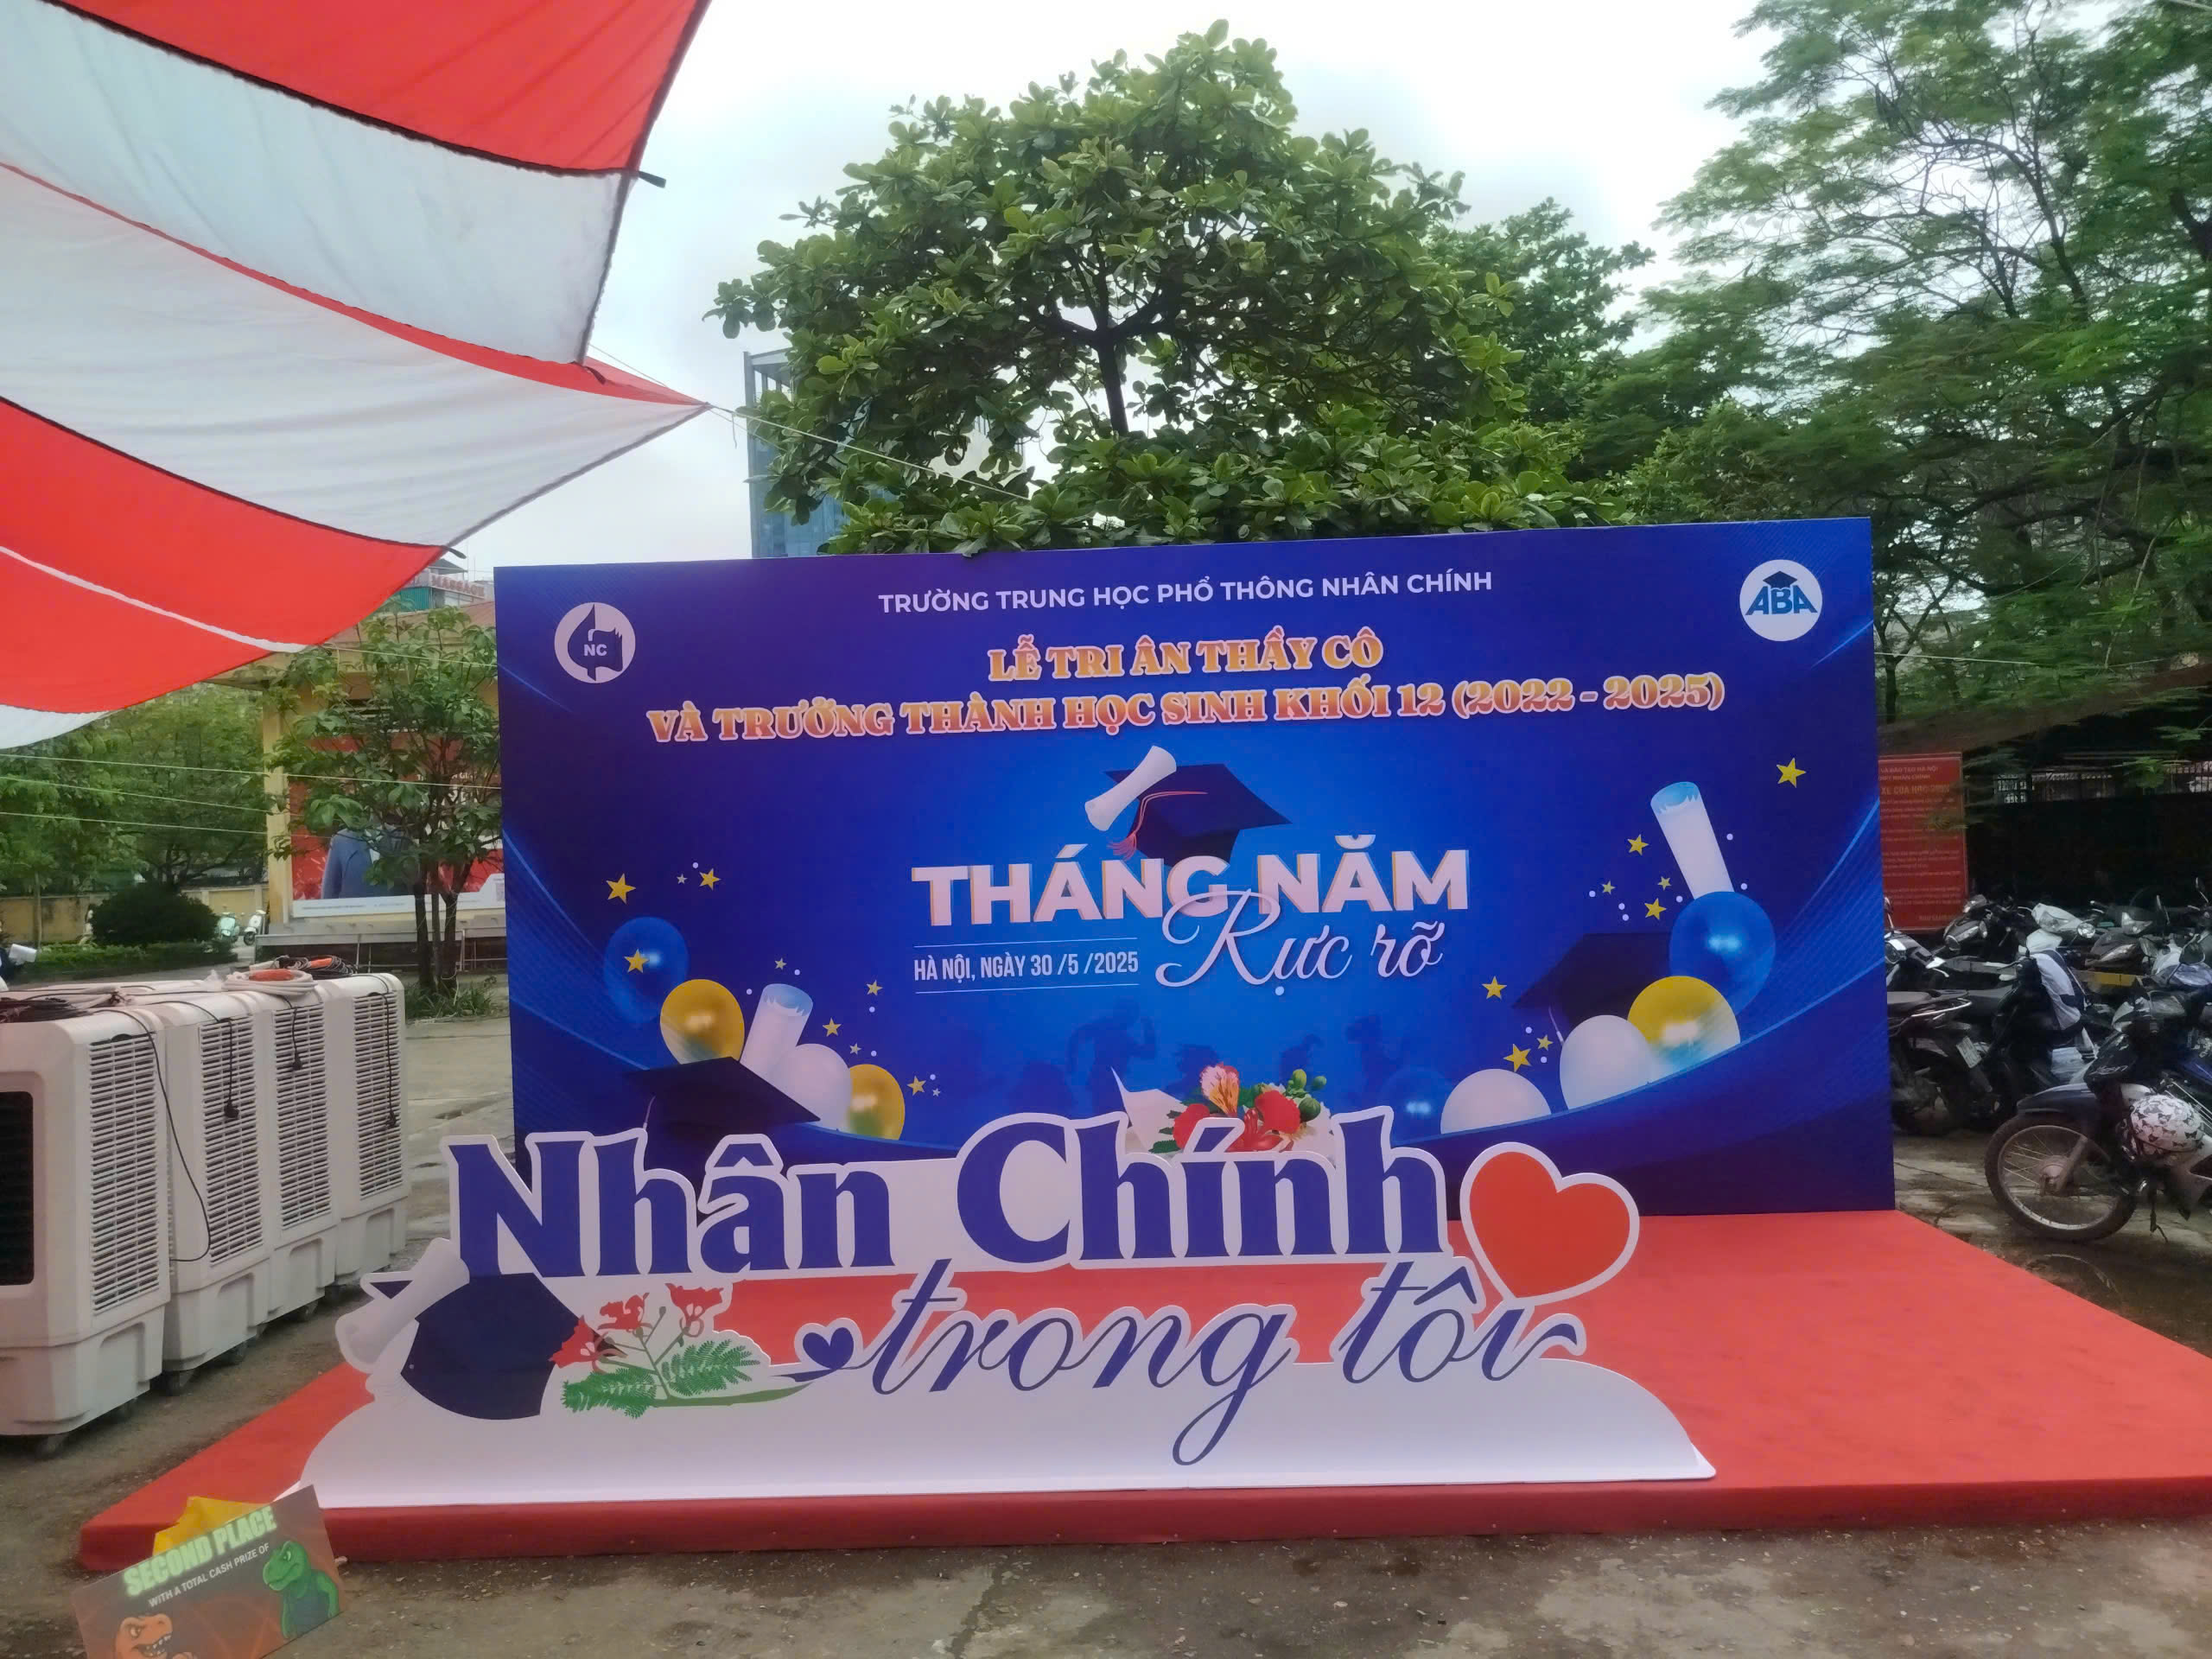 MASSAGE
TRƯỜNG TRUNG HỌC PHỔ THÔNG NHÂN CHÍNH
NC
ABA
LỄ TRI ÂN THẦY CÔ
VÀ TRƯỞNG THÀNH HỌC SINH KHỐI 12 (2022 - 2025)
THÁNG NĂM
Rực rỡ
HÀ NỘI, NGÀY 30 /5 /2025
Nhân Chính
trong tôi
SECOND PLACE
WITH A TOTAL CASH PRIZE OF